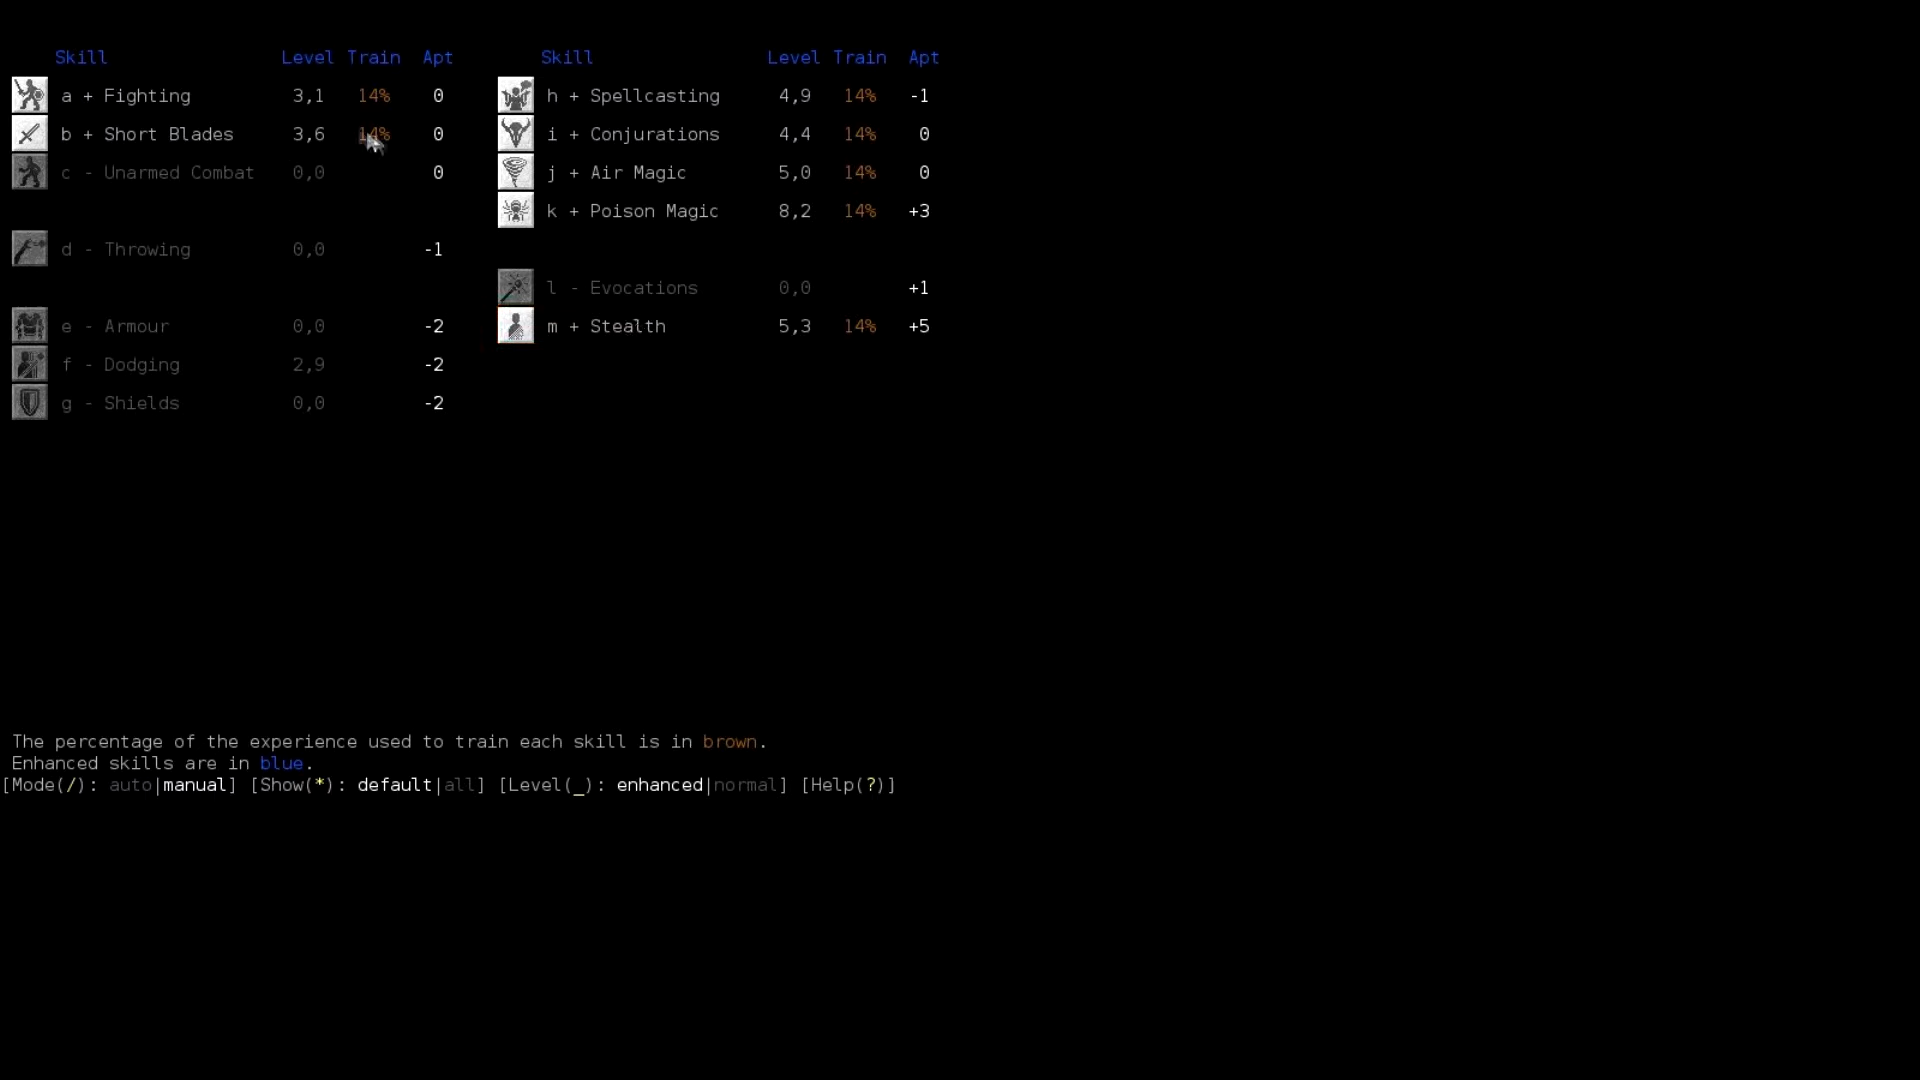 Skill Level Train Apt Skill Level Train Apt
a + Fighting 3,1 14% 0 h + Spellcasting 4,9 14% -1
b + Short Blades 3,6 14% 0 i + Conjurations 4,4 14% 0
c - Unarmed Combat 0,0 0 j + Air Magic 5,0 14% 0
k + Poison Magic 8,2 14% +3
d - Throwing 0,0 -1
l - Evocations 0,0 +1
e - Armour 0,0 -2 m + Stealth 5,3 14% +5
f - Dodging 2,9 -2
g - Shields 0,0 -2
The percentage of the experience used to train each skill is in brown.
Enhanced skills are in blue.
[Mode(/): auto|manual] [Show(*): default|all] [Level(_): enhanced|normal] [Help(?)]